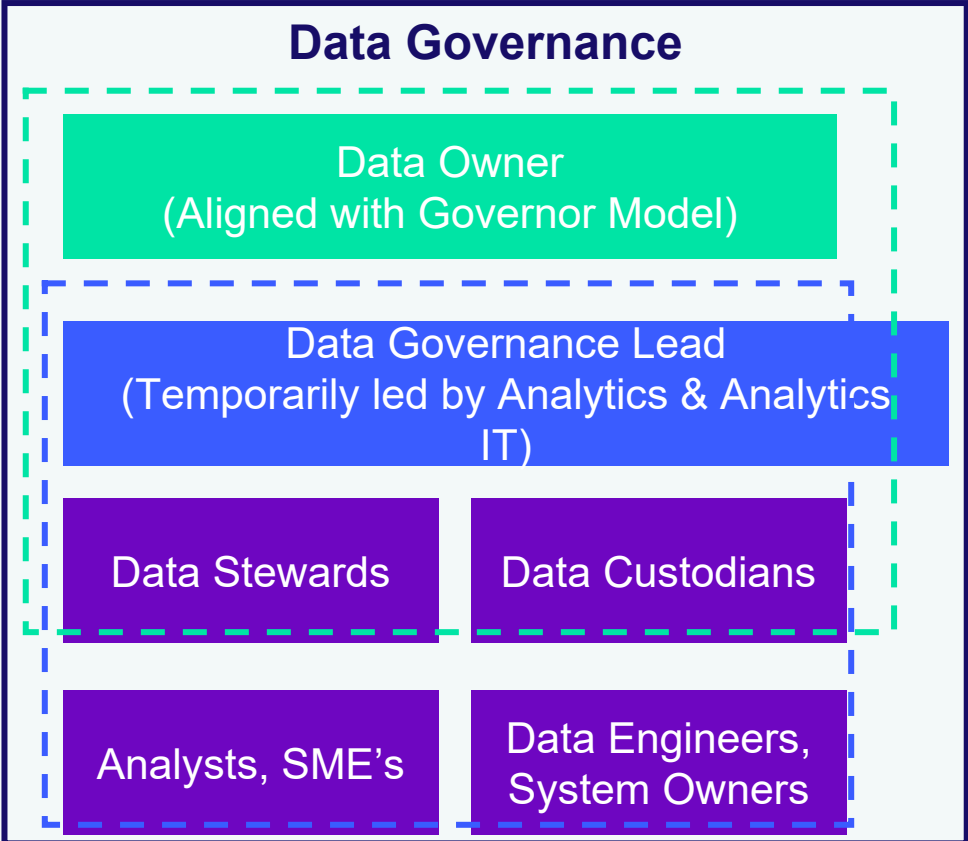 Data Governance
Data Owner
(Aligned with Governor Model)
Data Governance Lead
(Temporarily led by Analytics & Analytics
IT)
Data Stewards
Data Custodians
Analysts, SME’s
Data Engineers,
System Owners